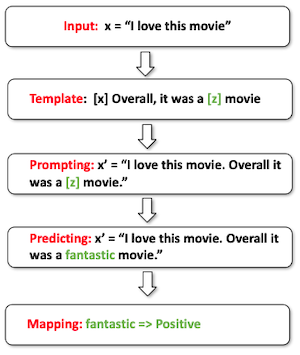 Input: x = “I love this movie”
Template: [x] Overall, it was a [z] movie
Prompting: x’ = “I love this movie. Overall it
was a [z] movie.”
Predicting: x’ = “I love this movie. Overall it
was a fantastic movie.”
Mapping: fantastic => Positive